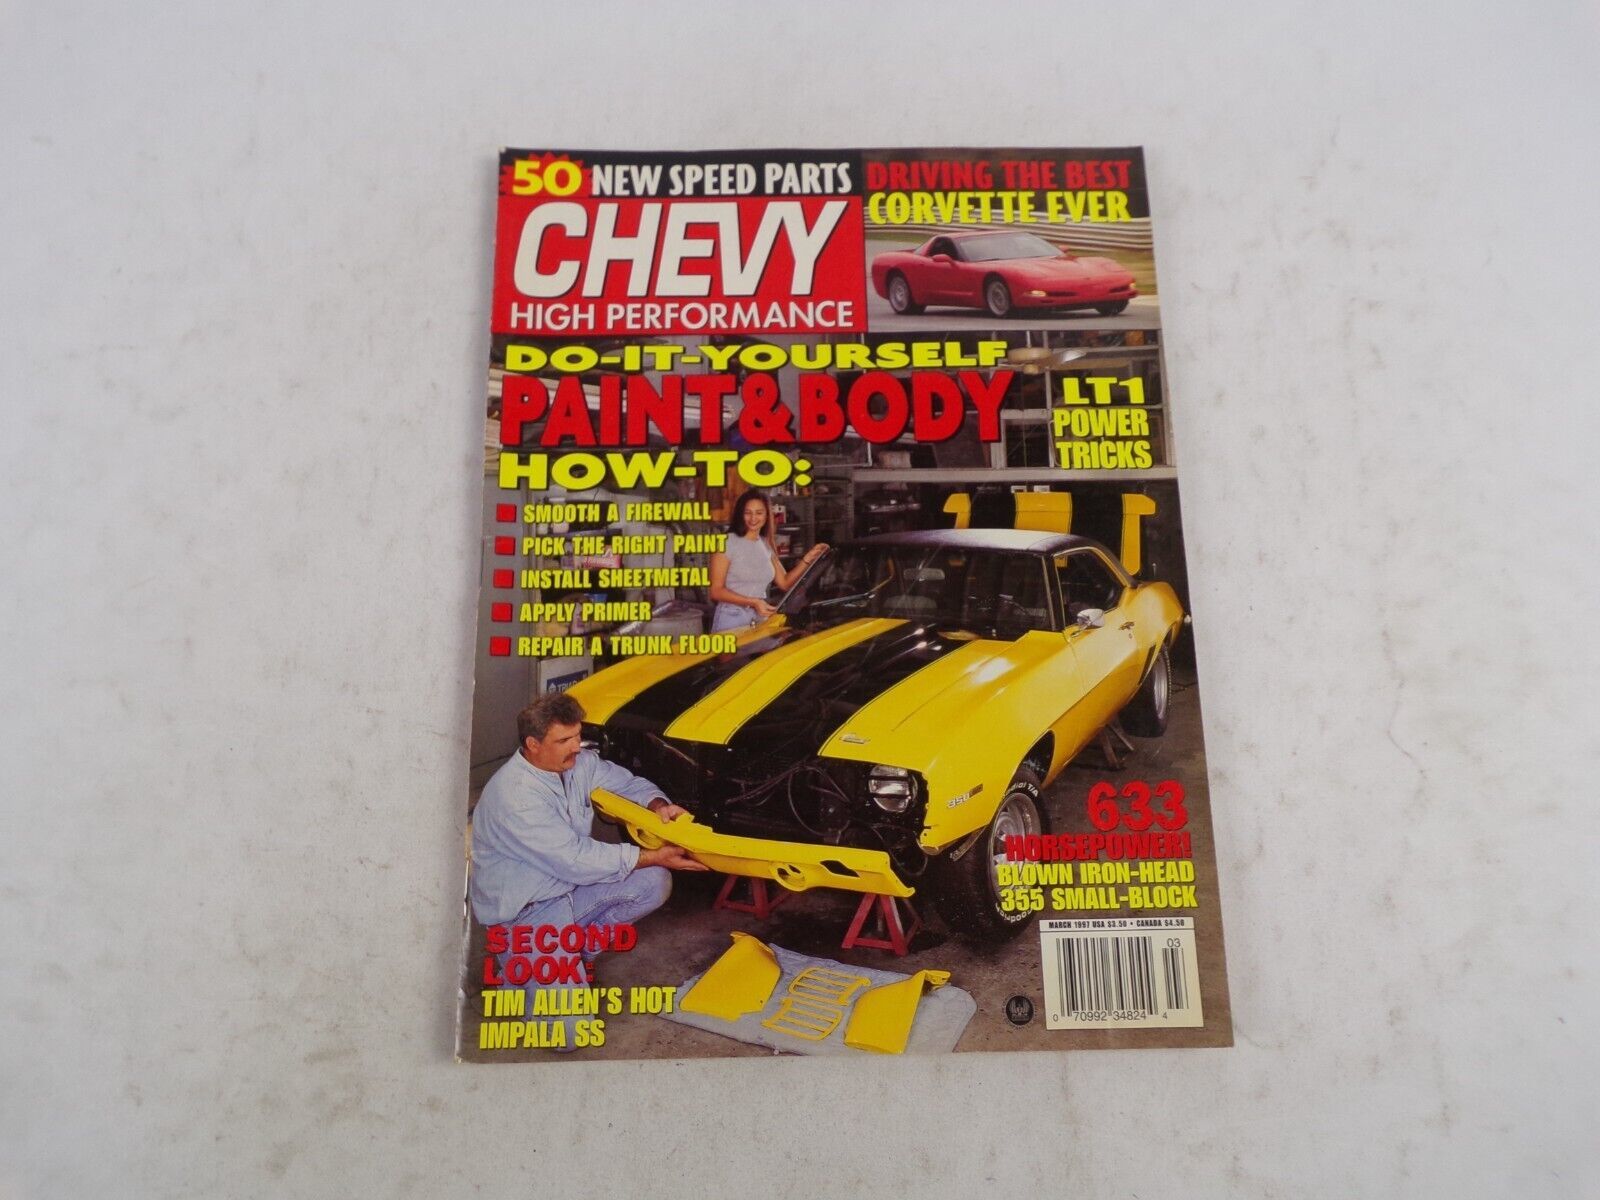 50 NEW SPEED PARTS
CHEVY
HIGH PERFORMANCE
DRIVING THE BEST
CORVETTE EVER
DO-IT-YOURSELF
PAINT&BODY
HOW-TO:
SMOOTH A FIREWALL
PICK THE RIGHT PAINT
INSTALL SHEETMETAL
APPLY PRIMER
REPAIR A TRUNK FLOOR
LT1
POWER
TRICKS
350
633
HORSEPOWER!
BLOWN IRON-HEAD
355 SMALL-BLOCK
SECOND
LOOK:
TIM ALLEN'S HOT
IMPALA SS
MARCH 1997 USA $3.50 • CANADA $4.50
03
0 70992 34824 4